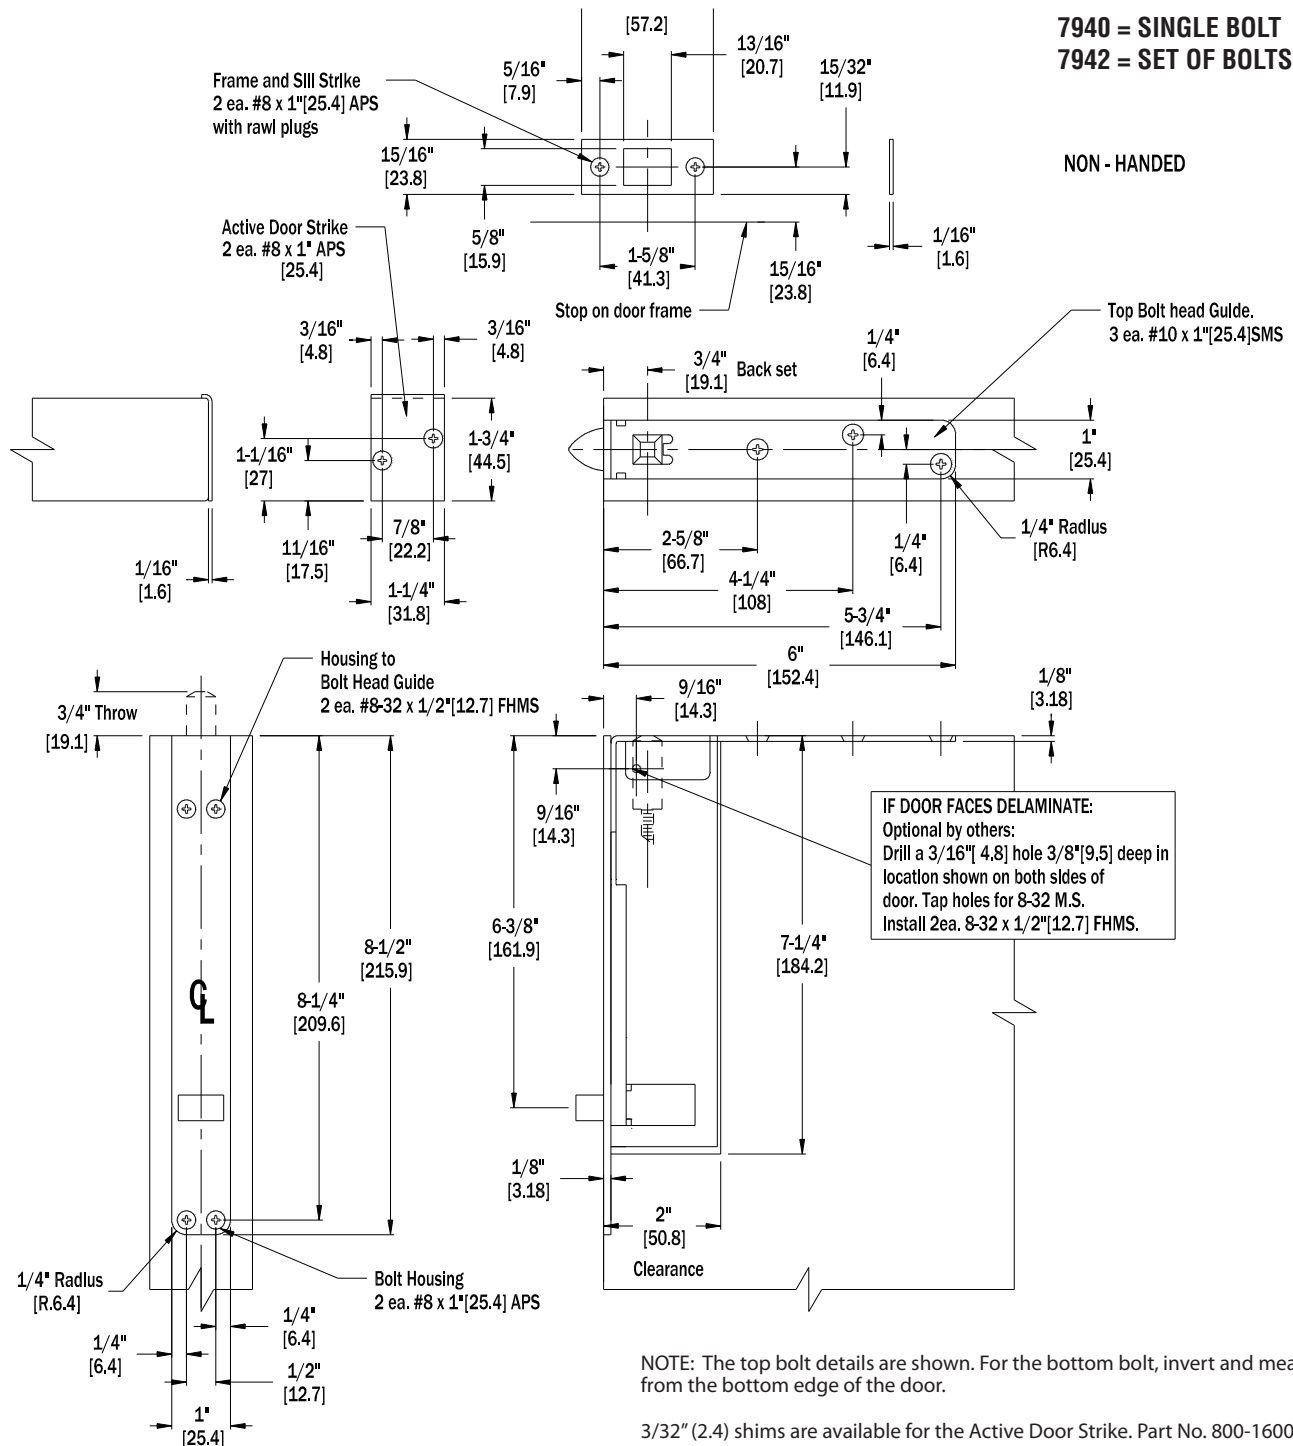 7940 = SINGLE BOLT
7942 = SET OF BOLTS
NON - HANDED
[57.2]
13/16"
[20.7]
5/16"
[7.9]
15/32"
[11.9]
Frame and Sill Strike
2 ea. #8 x 1"[25.4] APS
with rawl plugs
15/16"
[23.8]
5/8"
[15.9]
1-5/8"
[41.3]
15/16"
[23.8]
1/16"
[1.6]
Stop on door frame
Active Door Strike
2 ea. #8 x 1" APS
[25.4]
3/16"
[4.8]
3/16"
[4.8]
1-1/16"
[27]
1-3/4"
[44.5]
11/16"
[17.5]
7/8"
[22.2]
1-1/4"
[31.8]
1/16"
[1.6]
3/4"
[19.1]
Back set
1/4"
[6.4]
Top Bolt head Guide.
3 ea. #10 x 1"[25.4]SMS
1"
[25.4]
1/4" Radius
[R6.4]
1/4"
[6.4]
2-5/8"
[66.7]
4-1/4"
[108]
5-3/4"
[146.1]
6"
[152.4]
Housing to
Bolt Head Guide
2 ea. #8-32 x 1/2"[12.7] FHMS
3/4" Throw
[19.1]
8-1/2"
[215.9]
8-1/4"
[209.6]
CL
1/4" Radius
[R.6.4]
Bolt Housing
2 ea. #8 x 1"[25.4] APS
1/4"
[6.4]
1/4"
[6.4]
1/2"
[12.7]
1"
[25.4]
9/16"
[14.3]
1/8"
[3.18]
9/16"
[14.3]
6-3/8"
[161.9]
7-1/4"
[184.2]
1/8"
[3.18]
2"
[50.8]
Clearance
IF DOOR FACES DELAMINATE:
Optional by others:
Drill a 3/16"[ 4.8] hole 3/8"[9.5] deep in
location shown on both sides of
door. Tap holes for 8-32 M.S.
Install 2ea. 8-32 x 1/2"[12.7] FHMS.
NOTE: The top bolt details are shown. For the bottom bolt, invert and mea
from the bottom edge of the door.
3/32" (2.4) shims are available for the Active Door Strike. Part No. 800-1600